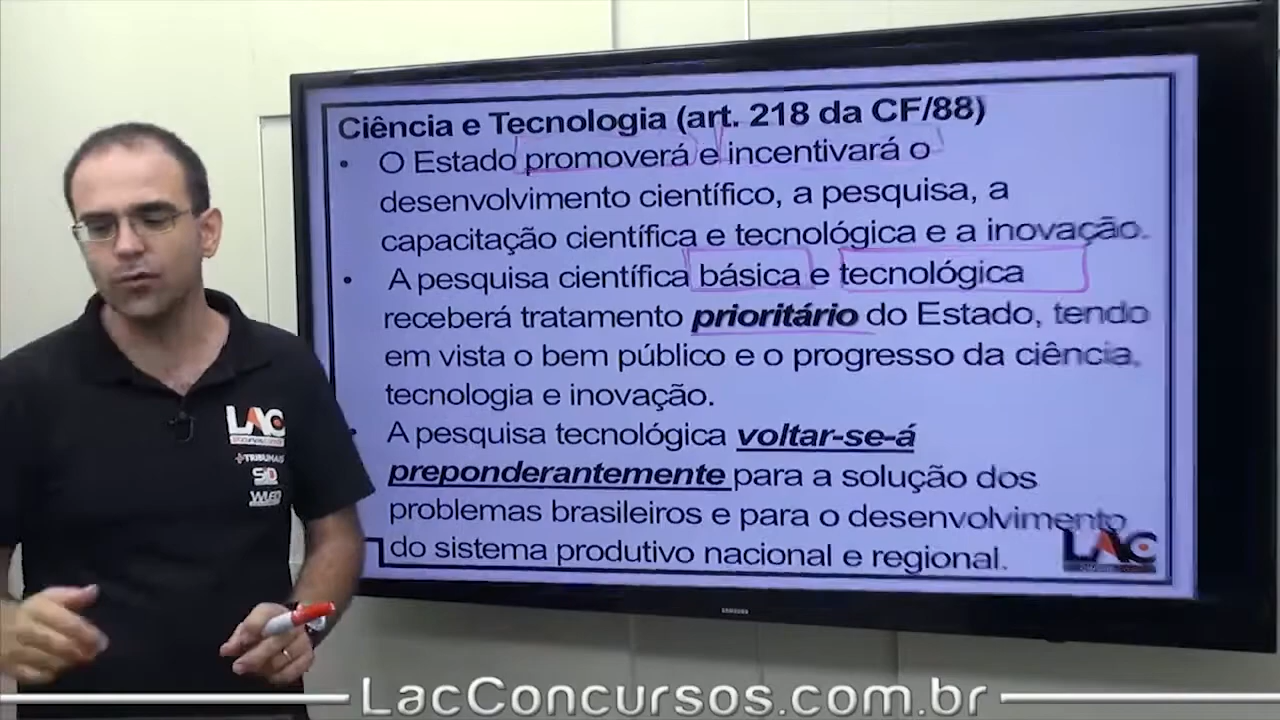 Ciência e Tecnologia (art. 218 da CF/88)
• O Estado promoverá e incentivará o
desenvolvimento científico, a pesquisa, a
capacitação científica e tecnológica e a inovação.
• A pesquisa científica básica e tecnológica
receberá tratamento prioritário do Estado, tendo
em vista o bem público e o progresso da ciência,
tecnologia e inovação.
• A pesquisa tecnológica voltar-se-á
preponderantemente para a solução dos
problemas brasileiros e para o desenvolvimento
do sistema produtivo nacional e regional.
LAC
LAC
SAMSUNG
LacConcursos.com.br